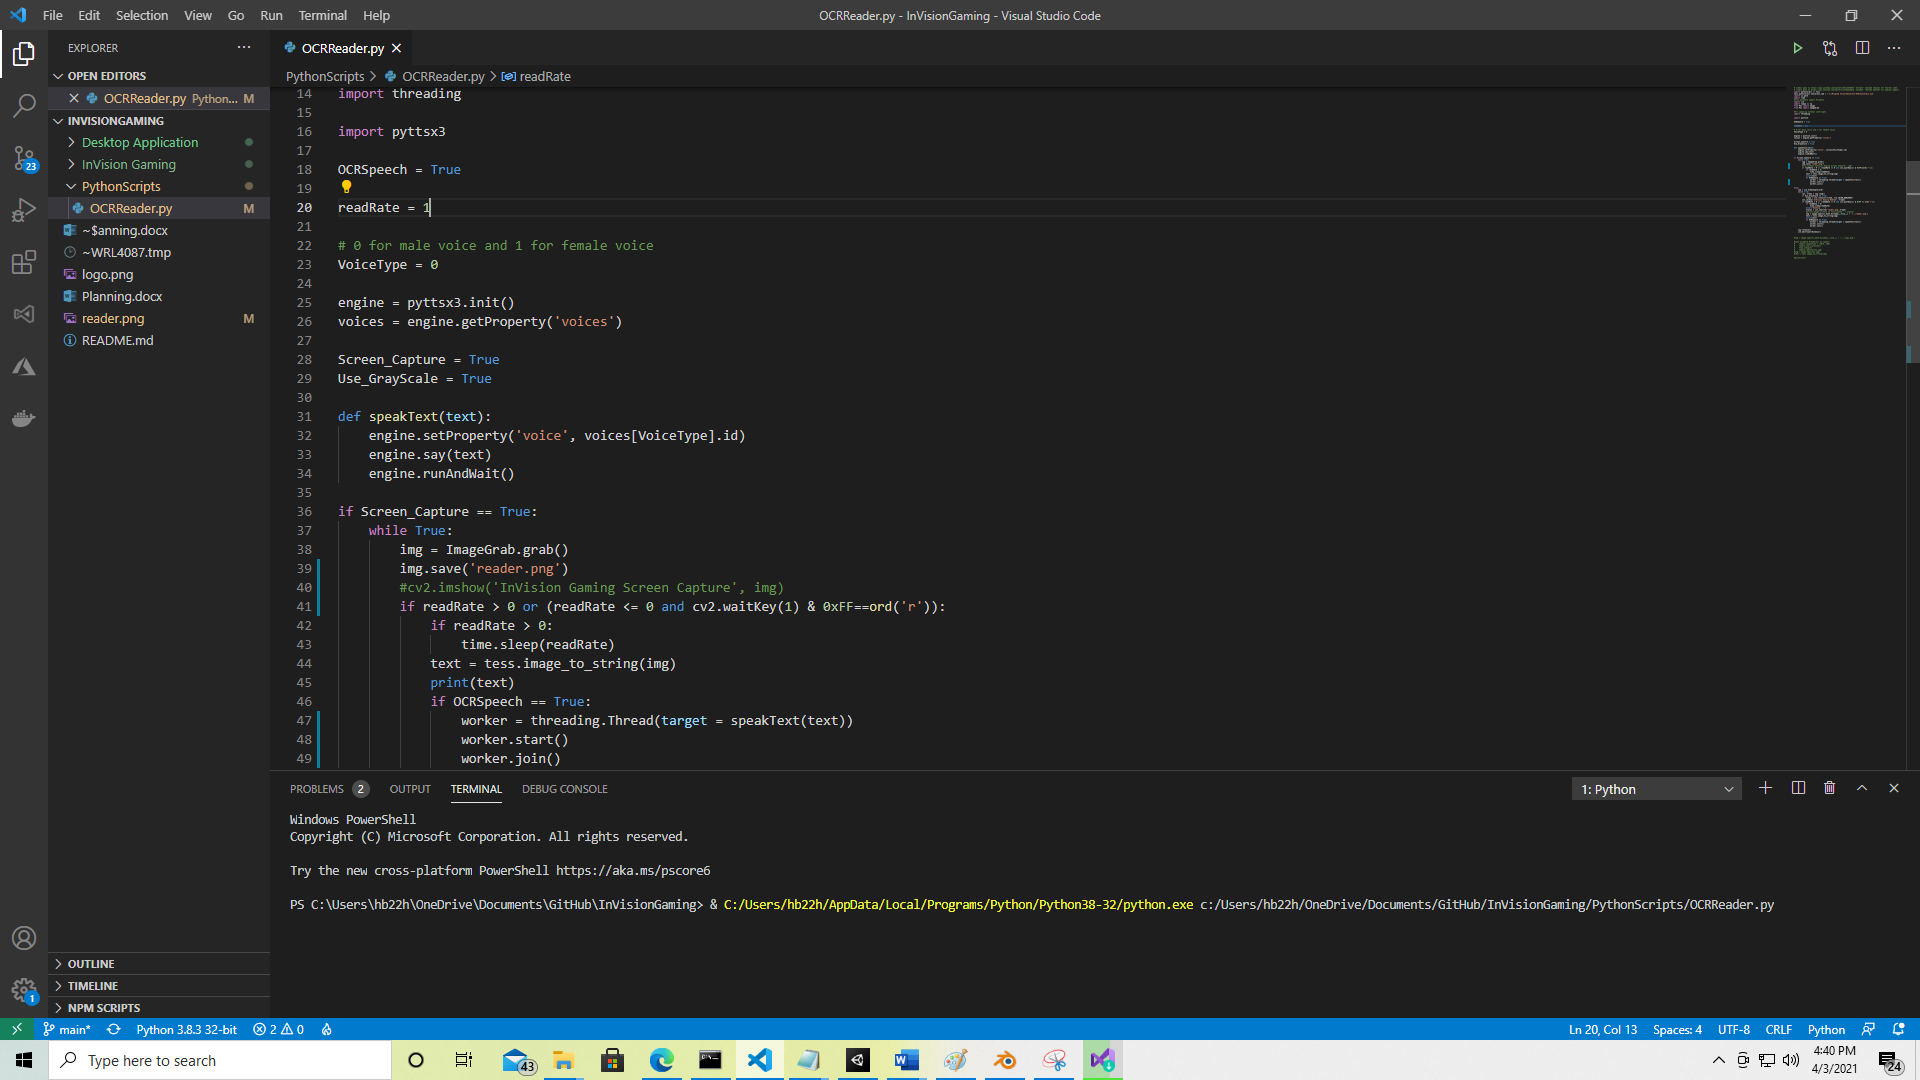 File Edit Selection View Go Run Terminal Help
OCRReader.py - InVisionGaming - Visual Studio Code
EXPLORER
OPEN EDITORS
OCRReader.py Python... M
INVISIONGAMING
Desktop Application
InVision Gaming
PythonScripts
OCRReader.py M
~$anning.docx
~WRL4087.tmp
logo.png
Planning.docx
reader.png M
README.md
OUTLINE
TIMELINE
NPM SCRIPTS
23
1
OCRReader.py
PythonScripts > OCRReader.py > readRate
14 import threading
15
16 import pyttsx3
17
18 OCRSpeech = True
19
20 readRate = 1
21
22 # 0 for male voice and 1 for female voice
23 VoiceType = 0
24
25 engine = pyttsx3.init()
26 voices = engine.getProperty('voices')
27
28 Screen_Capture = True
29 Use_GrayScale = True
30
31 def speakText(text):
32 engine.setProperty('voice', voices[VoiceType].id)
33 engine.say(text)
34 engine.runAndWait()
35
36 if Screen_Capture == True:
37 while True:
38 img = ImageGrab.grab()
39 img.save('reader.png')
40 #cv2.imshow('InVision Gaming Screen Capture', img)
41 if readRate > 0 or (readRate <= 0 and cv2.waitKey(1) & 0xFF==ord('r')):
42 if readRate > 0:
43 time.sleep(readRate)
44 text = tess.image_to_string(img)
45 print(text)
46 if OCRSpeech == True:
47 worker = threading.Thread(target = speakText(text))
48 worker.start()
49 worker.join()
PROBLEMS 2 OUTPUT TERMINAL DEBUG CONSOLE
1: Python
Windows PowerShell
Copyright (C) Microsoft Corporation. All rights reserved.
Try the new cross-platform PowerShell https://aka.ms/pscore6
PS C:\Users\hb22h\OneDrive\Documents\GitHub\InVisionGaming> & C:/Users/hb22h/AppData/Local/Programs/Python/Python38-32/python.exe c:/Users/hb22h/OneDrive/Documents/GitHub/InVisionGaming/PythonScripts/OCRReader.py
main* Python 3.8.3 32-bit 2 0
Ln 20, Col 13 Spaces: 4 UTF-8 CRLF Python
Type here to search
43
4:40 PM
4/3/2021
24